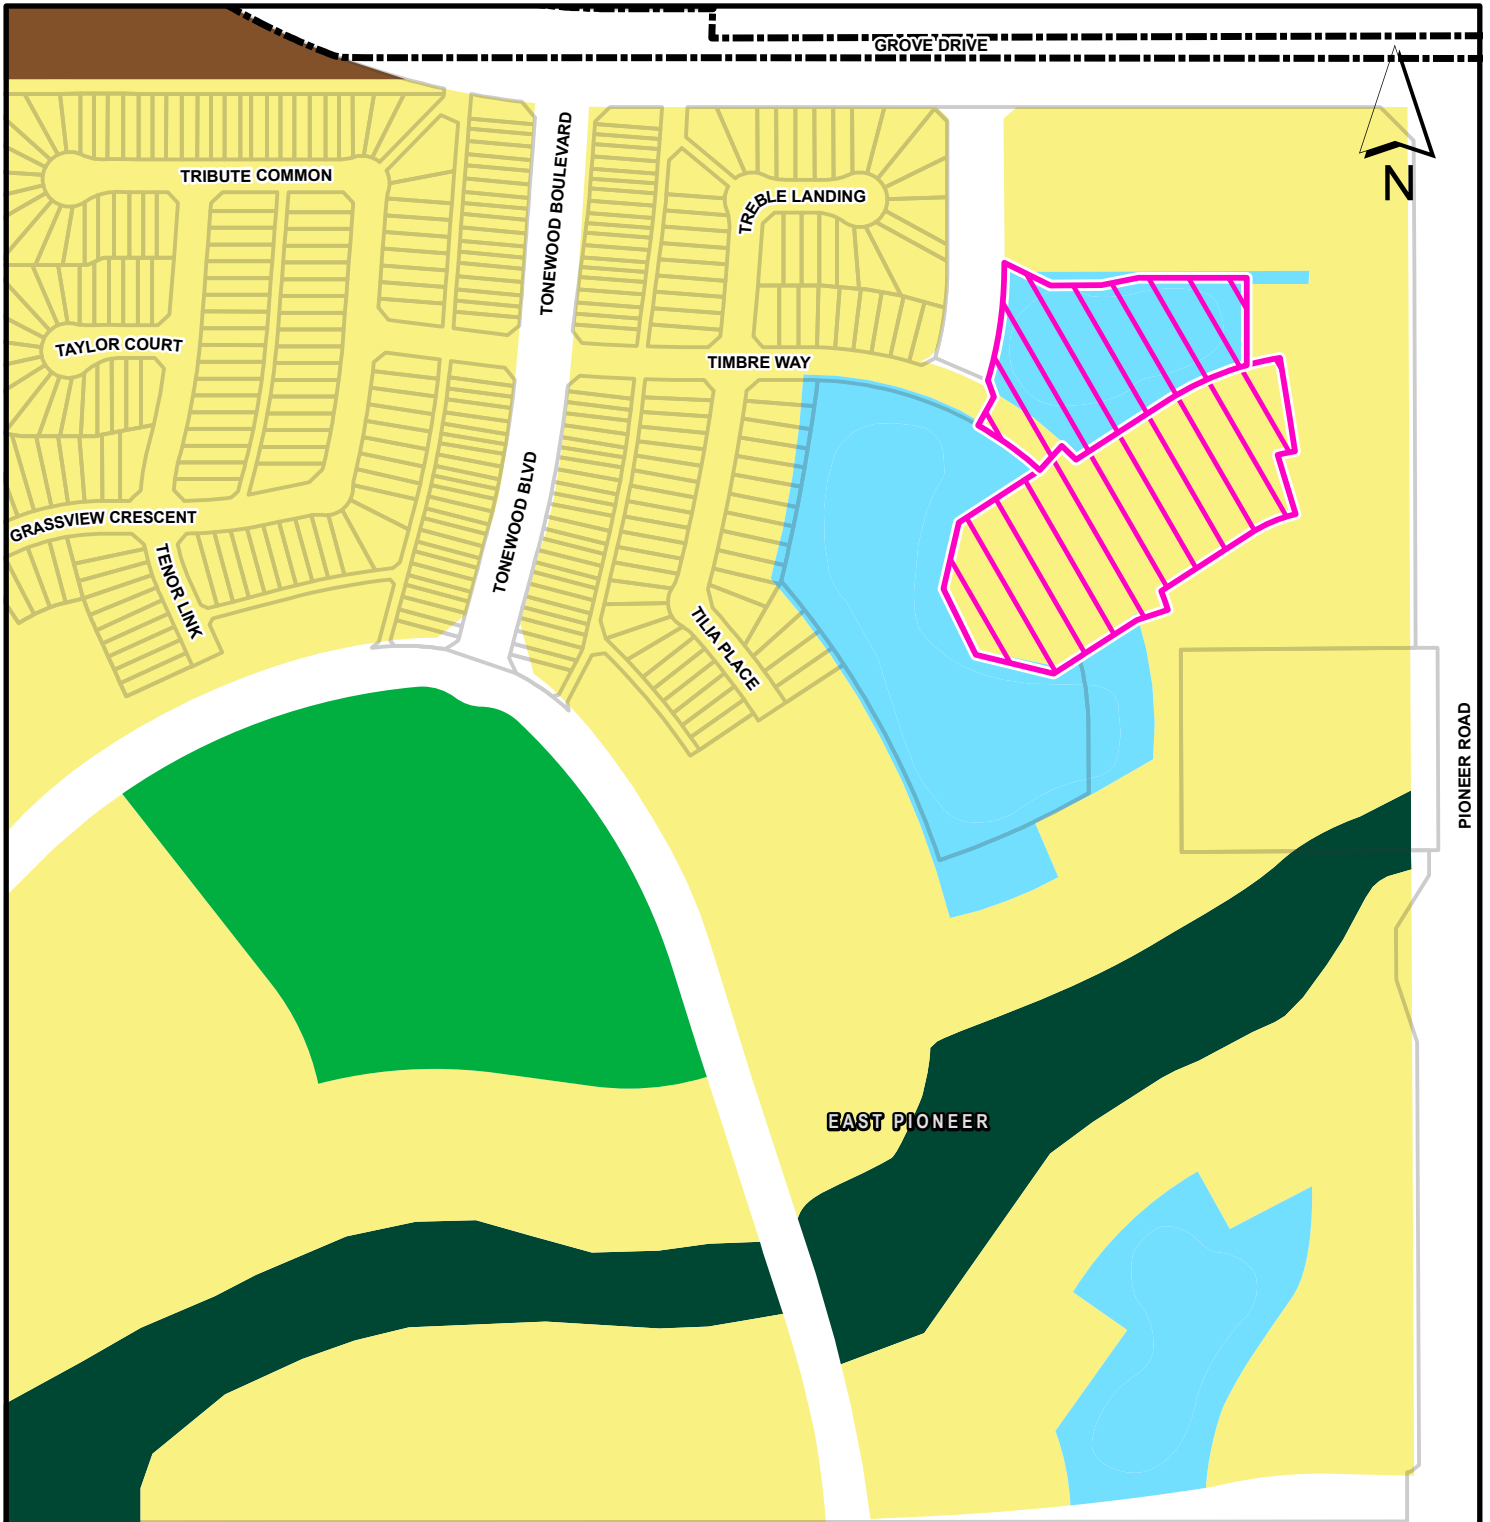 GROVE DRIVE
N
TONEWOOD BOULEVARD
TRIBUTE COMMON
TREBLE LANDING
TAYLOR COURT
TIMBRE WAY
GRASSVIEW CRESCENT
TENOR LINK
TONEWOOD BLVD
TILIA PLACE
PIONEER ROAD
EAST PIONEER